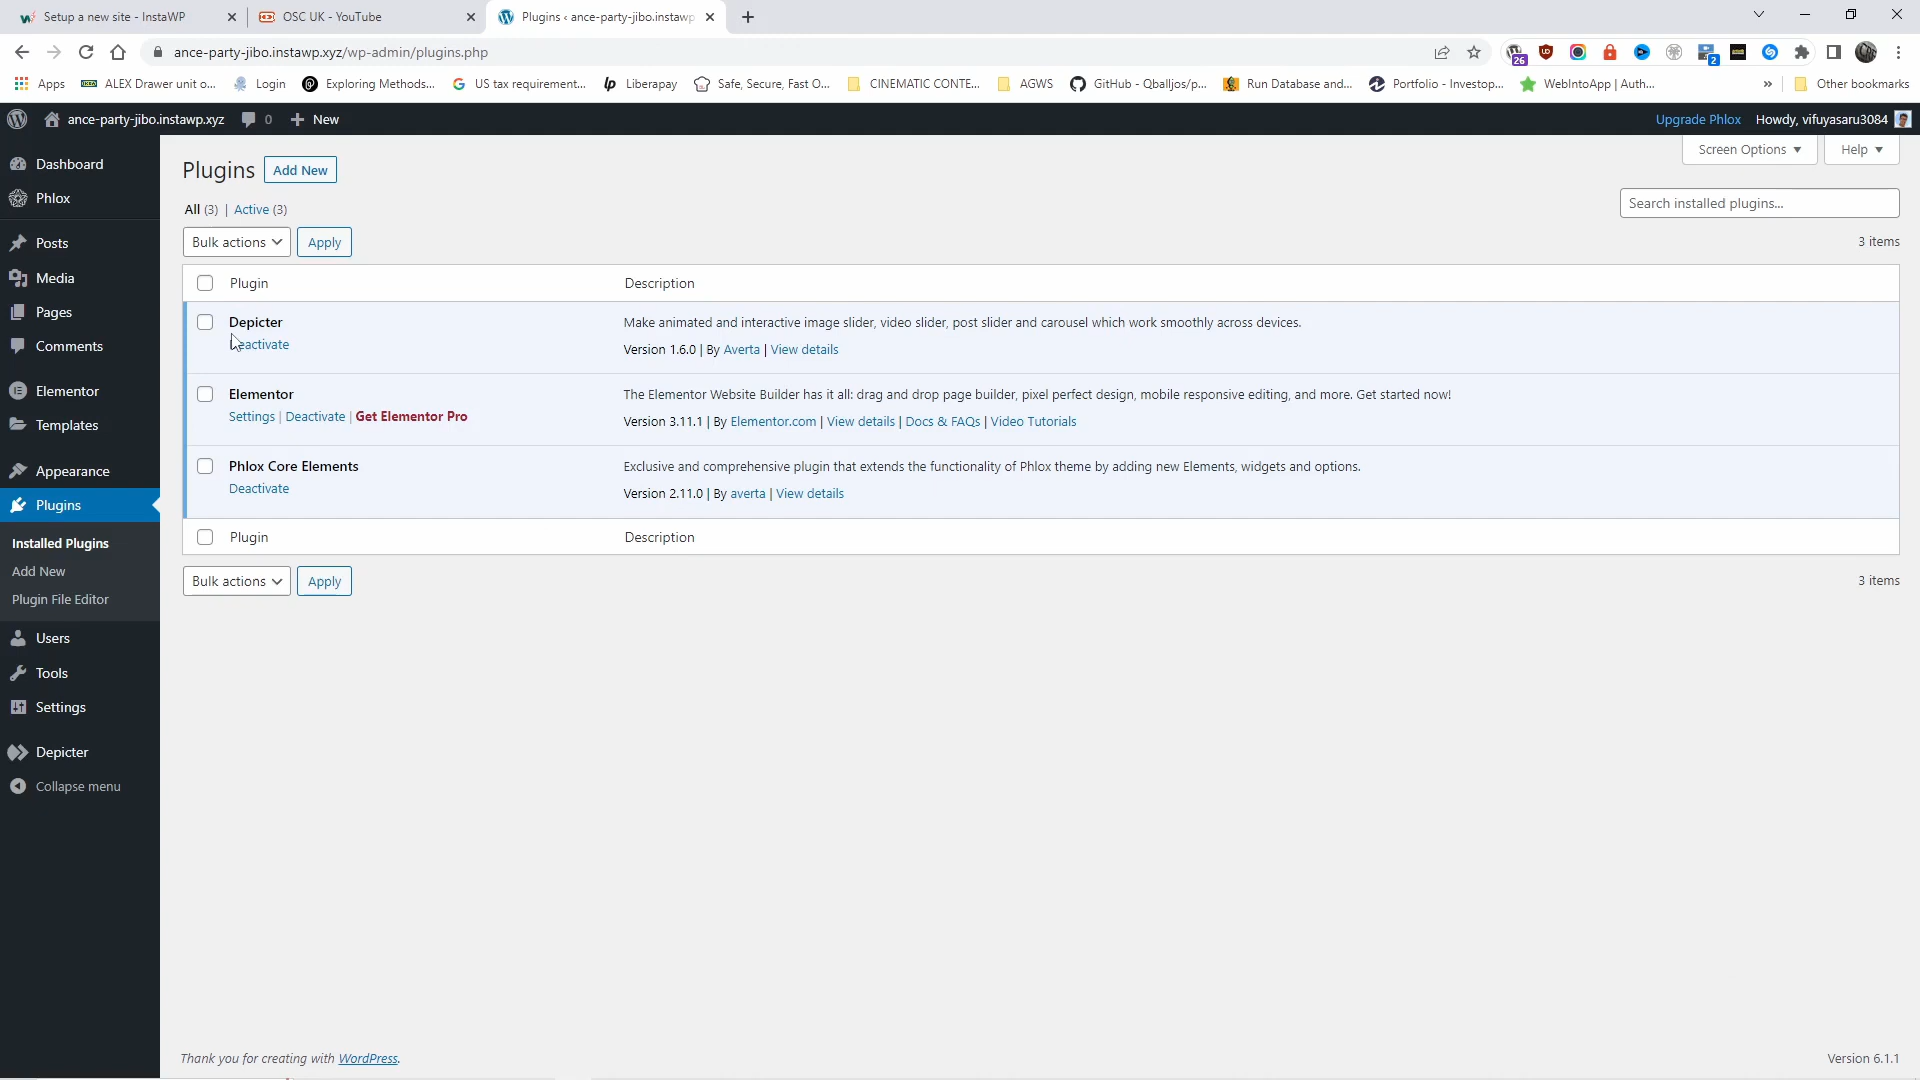 Setup a new site - InstaWP
OSC UK - YouTube
Plugins ‹ ance-party-jibo.instawp
ance-party-jibo.instawp.xyz/wp-admin/plugins.php
26
2
Apps
ALEX Drawer unit o...
Login
Exploring Methods...
US tax requirement...
Liberapay
Safe, Secure, Fast O...
CINEMATIC CONTE...
AGWS
GitHub - Qballjos/p...
Run Database and...
Portfolio - Investop...
WebIntoApp | Auth...
»
Other bookmarks
ance-party-jibo.instawp.xyz
0
New
Upgrade Phlox
Howdy, vifuyasaru3084
Dashboard
Phlox
Posts
Media
Pages
Comments
Elementor
Templates
Appearance
Plugins
Installed Plugins
Add New
Plugin File Editor
Users
Tools
Settings
Depicter
Collapse menu
Screen Options
Help
Plugins
Add New
All (3) | Active (3)
Search installed plugins...
Bulk actions
Apply
3 items
Plugin
Description
Depicter
Make animated and interactive image slider, video slider, post slider and carousel which work smoothly across devices.
Deactivate
Version 1.6.0 | By Averta | View details
Elementor
The Elementor Website Builder has it all: drag and drop page builder, pixel perfect design, mobile responsive editing, and more. Get started now!
Settings | Deactivate | Get Elementor Pro
Version 3.11.1 | By Elementor.com | View details | Docs & FAQs | Video Tutorials
Phlox Core Elements
Exclusive and comprehensive plugin that extends the functionality of Phlox theme by adding new Elements, widgets and options.
Deactivate
Version 2.11.0 | By averta | View details
Plugin
Description
Bulk actions
Apply
3 items
Thank you for creating with WordPress.
Version 6.1.1